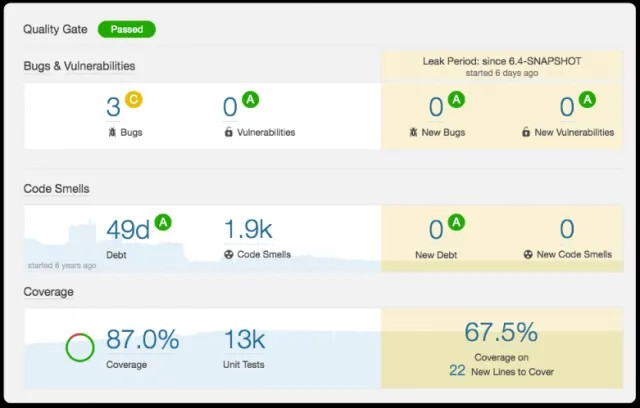 Quality Gate Passed
Bugs & Vulnerabilities
Leak Period: since 6.4-SNAPSHOT
started 6 days ago
3 C 0 A 0 A 0 A
Bugs Vulnerabilities New Bugs New Vulnerabilities
Code Smells
49d A 1.9k 0 A 0
Debt Code Smells New Debt New Code Smells
started 8 years ago
Coverage
87.0% 13k 67.5%
Coverage Unit Tests Coverage on
22 New Lines to Cover